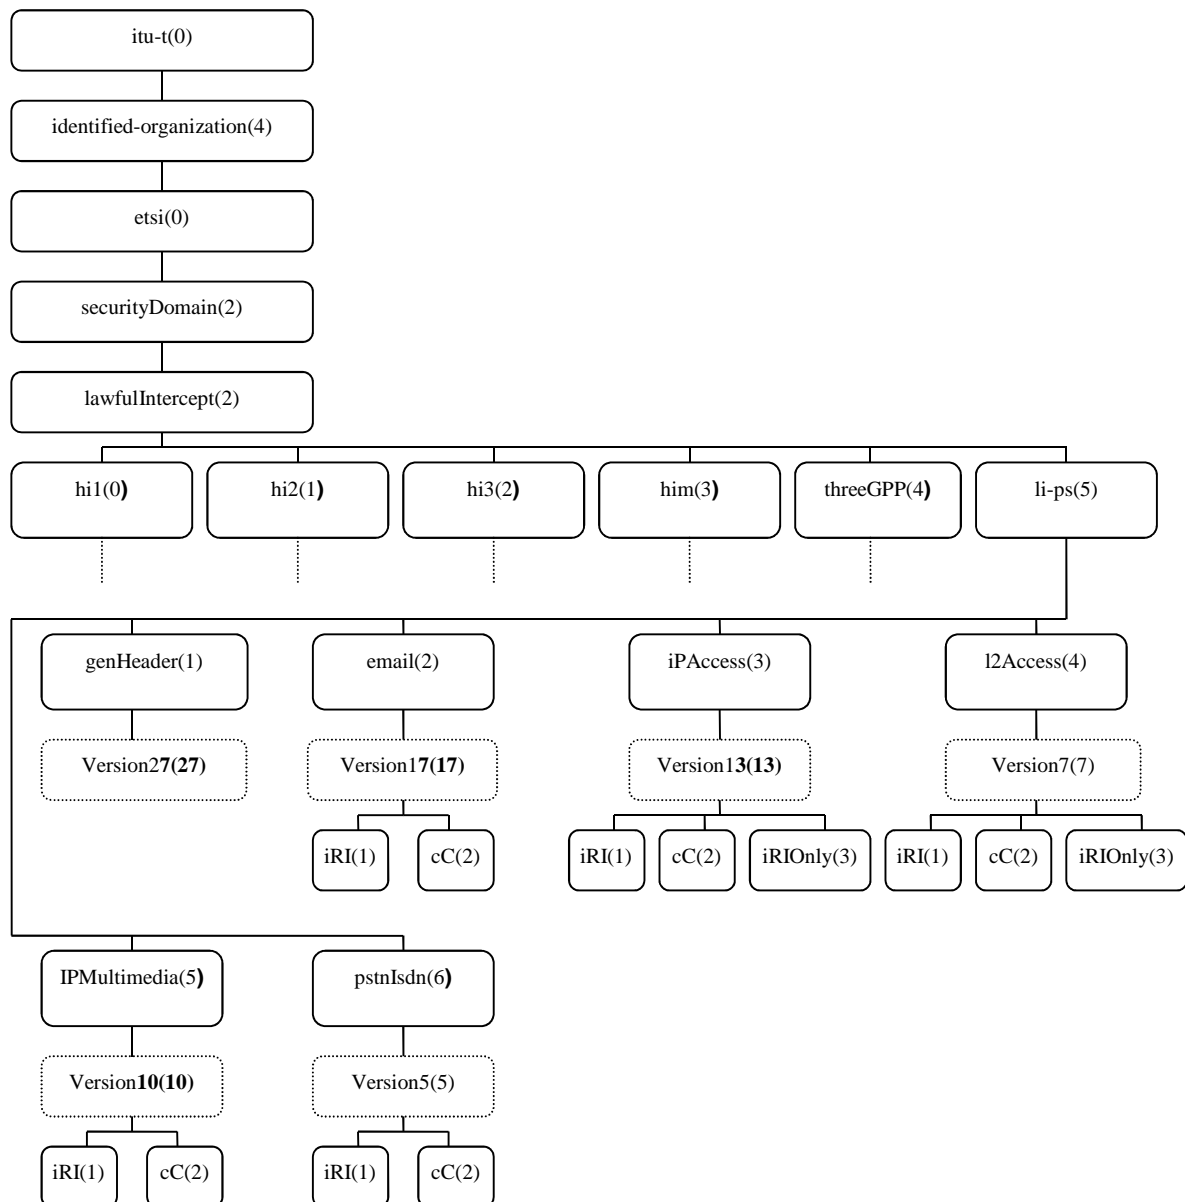 itu-t(0)
identified-organization(4)
etsi(0)
securityDomain(2)
lawfulIntercept(2)
hi1(0) hi2(1) hi3(2) him(3) threeGPP(4) li-ps(5)
genHeader(1) email(2) iPAccess(3) l2Access(4)
Version27(27) Version17(17) Version13(13) Version7(7)
iRI(1) cC(2) iRI(1) cC(2) iRIOnly(3) iRI(1) cC(2) iRIOnly(3)
IPMultimedia(5) pstnIsdn(6)
Version10(10) Version5(5)
iRI(1) cC(2) iRI(1) cC(2)